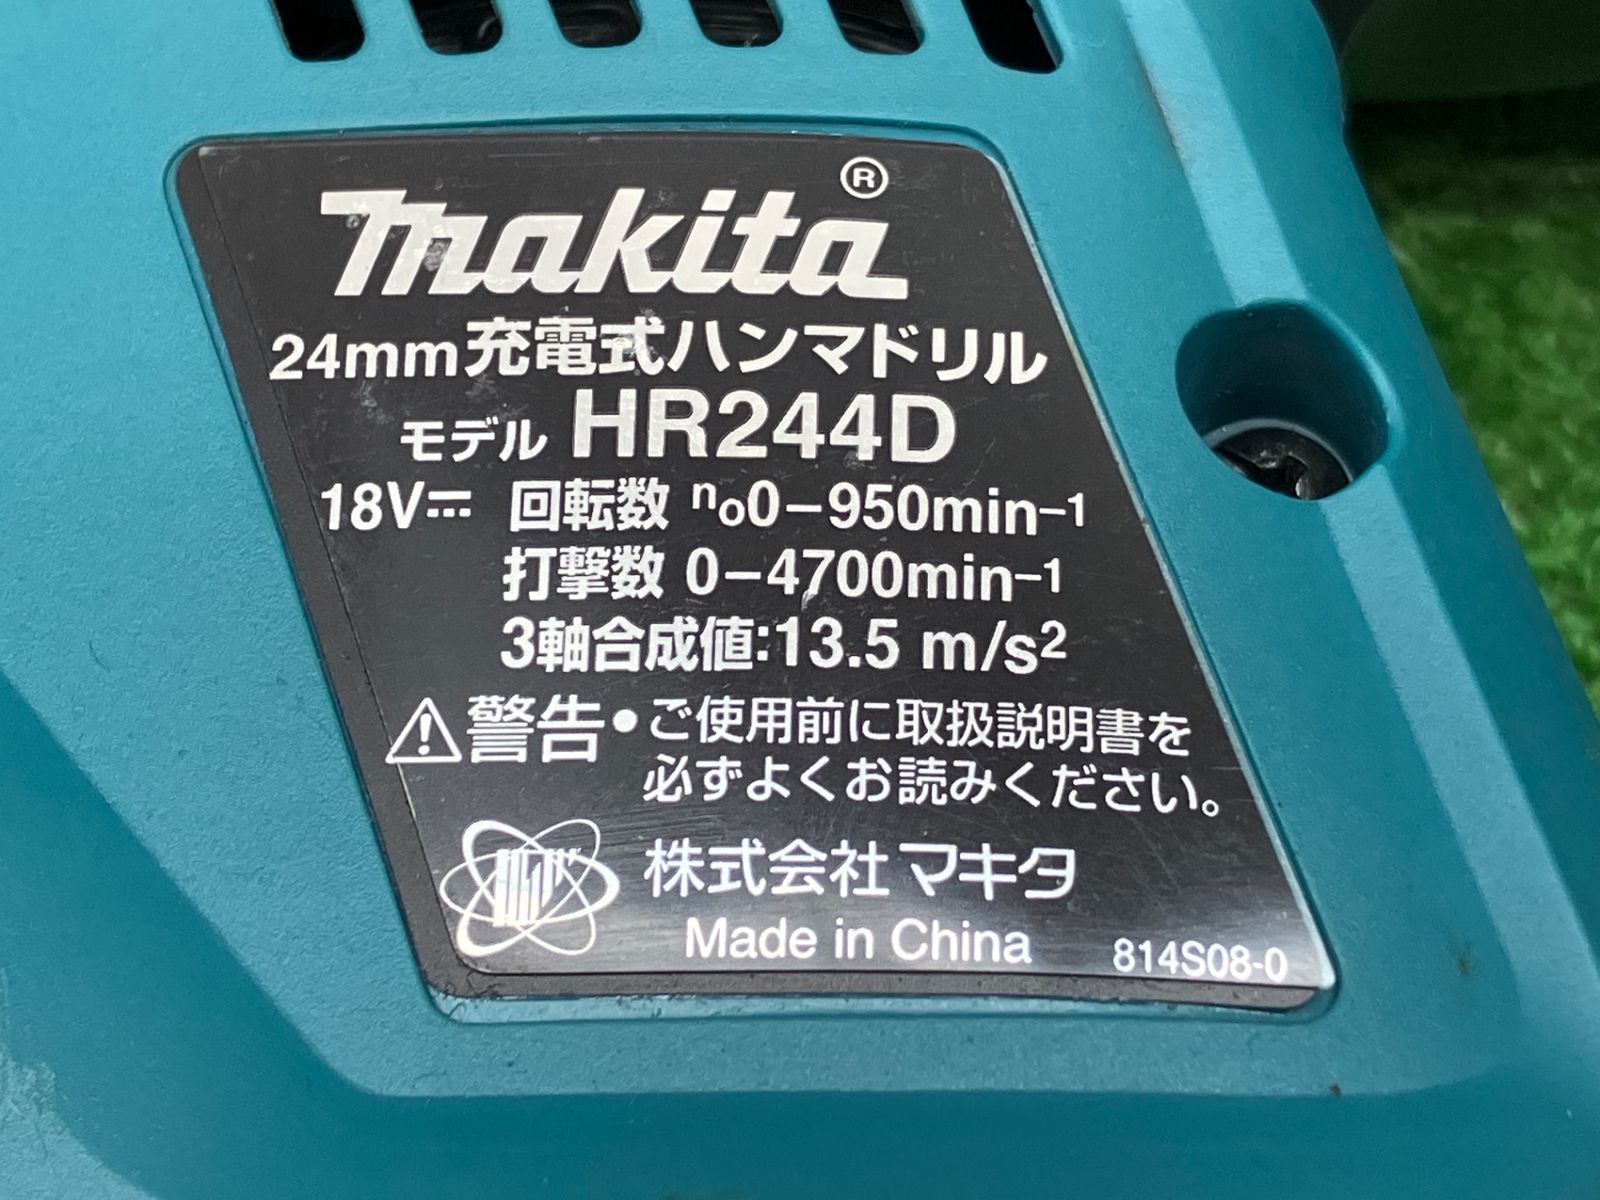 makita®
24mm充電式ハンマドリル
モデル HR244D
18V⎓ 回転数 n₀0−950min⁻¹
打撃数 0−4700min⁻¹
3軸合成値:13.5 m/s²
⚠警告●ご使用前に取扱説明書を
必ずよくお読みください。
株式会社マキタ
Made in China 814S08-0